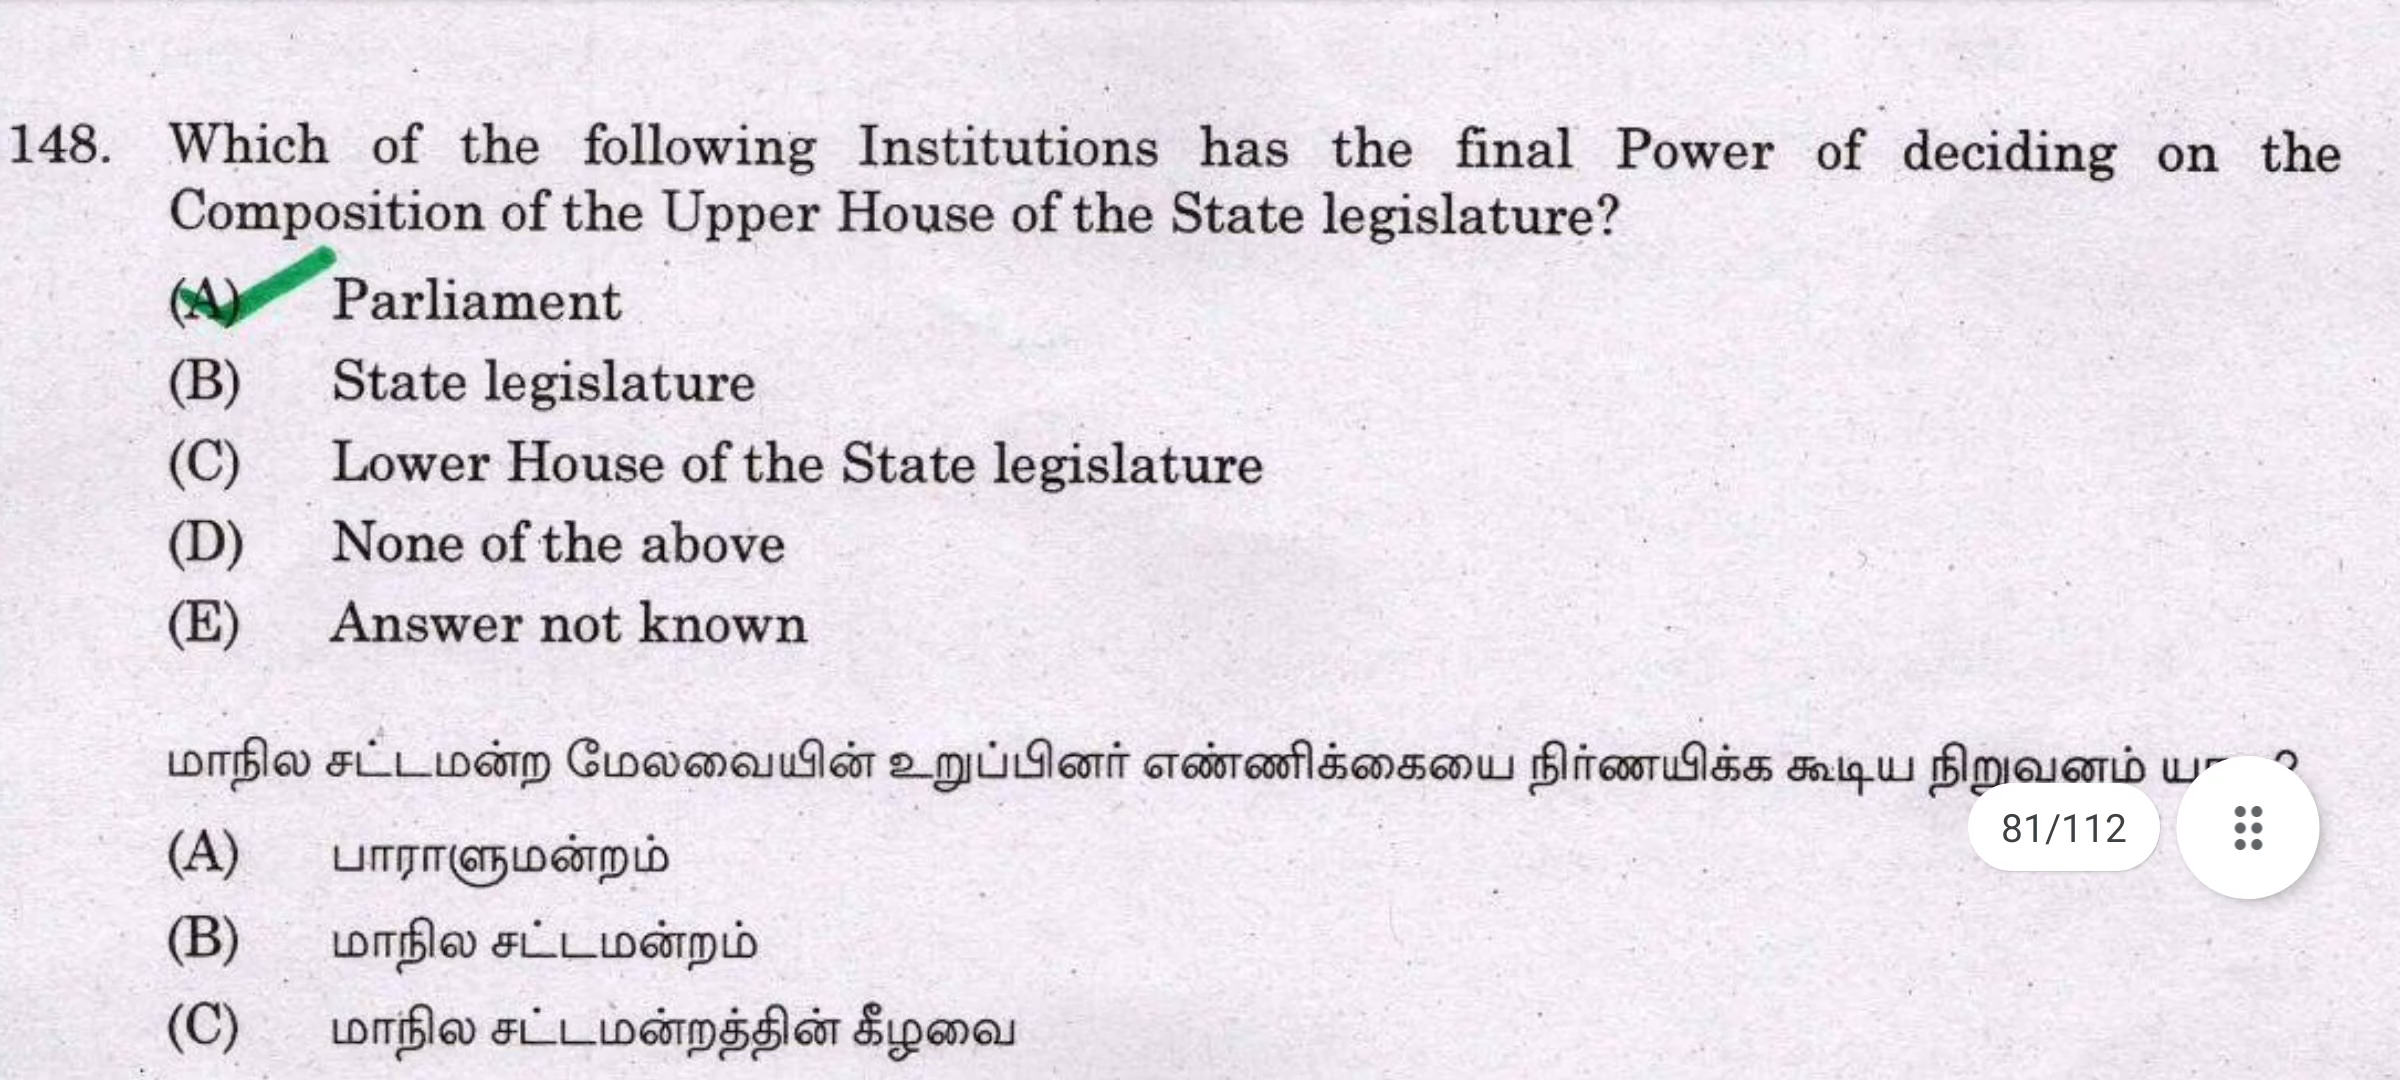 148. Which of the following Institutions has the final Power of deciding on the
Composition of the Upper House of the State legislature?
(A) Parliament
(B) State legislature
(C) Lower House of the State legislature
(D) None of the above
(E) Answer not known
மாநில சட்டமன்ற மேலவையின் உறுப்பினர் எண்ணிக்கையை நிர்ணயிக்க கூடிய நிறுவனம்
81/112
(A) பாராளுமன்றம்
(B) மாநில சட்டமன்றம்
(C) மாநில சட்டமன்றத்தின் கீழவை